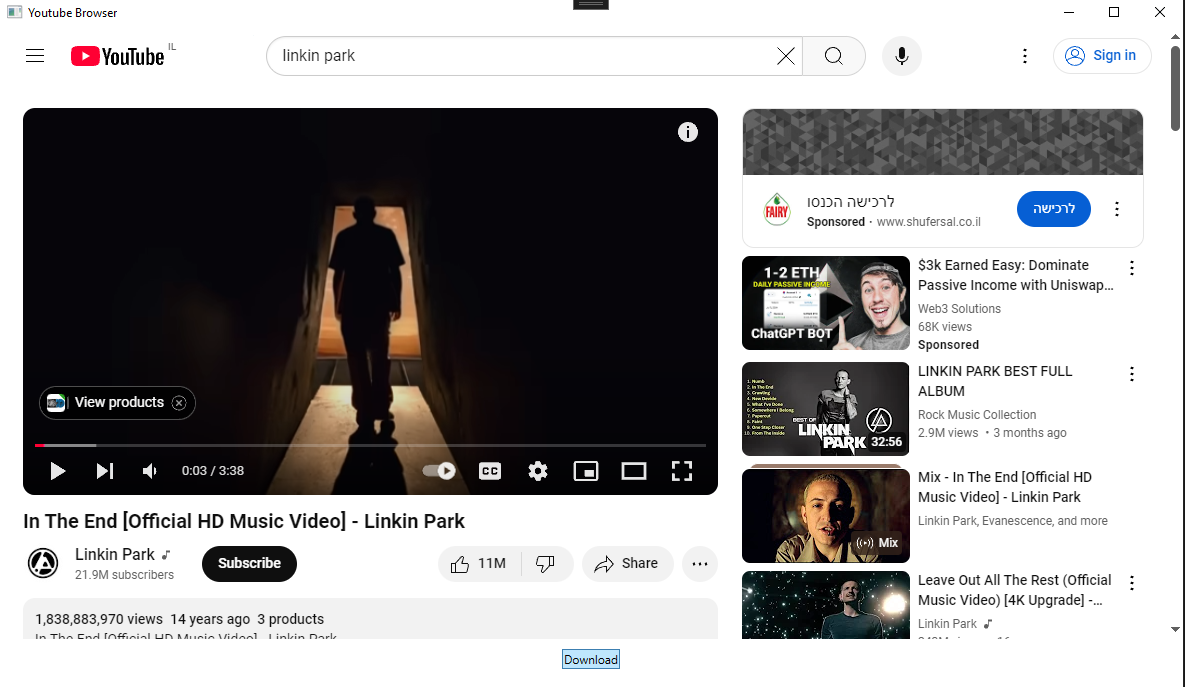 Youtube Browser
YouTube IL
linkin park
Sign in
View products
0:03 / 3:38
CC
In The End [Official HD Music Video] - Linkin Park
Linkin Park
21.9M subscribers
Subscribe
11M
Share
1,838,883,970 views 14 years ago 3 products
In The End [Official HD Music Video] - Linkin Park
FAIRY
לרכישה הכנסו
Sponsored · www.shufersal.co.il
לרכישה
1-2 ETH
DAILY PASSIVE INCOME
ChatGPT BOT
$3k Earned Easy: Dominate
Passive Income with Uniswap...
Web3 Solutions
68K views
Sponsored
1. Numb
2. In The End
3. Crawling
4. New Devide
5. What I've Done
6. Somewhere I Belong
7. Papercut
8. Faint
9. One Step Closer
10. From The Inside
BEST OF
LINKIN
PARK
32:56
LINKIN PARK BEST FULL
ALBUM
Rock Music Collection
2.9M views • 3 months ago
Mix
Mix - In The End [Official HD
Music Video] - Linkin Park
Linkin Park, Evanescence, and more
Leave Out All The Rest (Official
Music Video) [4K Upgrade] -...
Linkin Park
Download